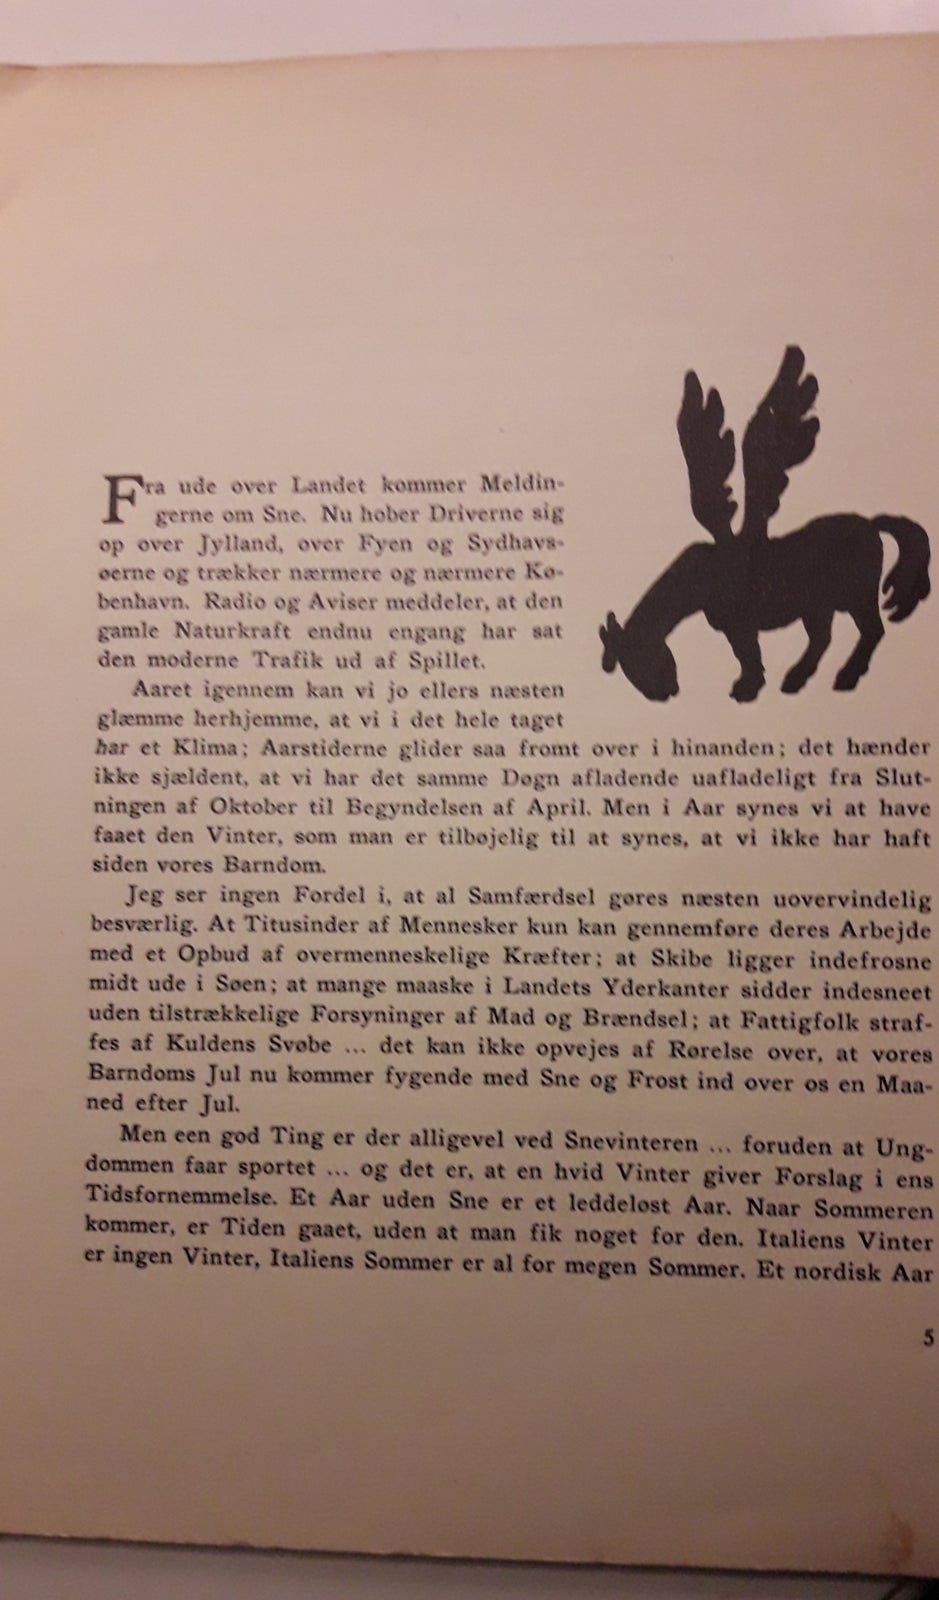 Fra ude over Landet kommer Meldin-
gerne om Sne. Nu hober Driverne sig
op over Jylland, over Fyen og Sydhavs-
øerne og trækker nærmere og nærmere Kø-
benhavn. Radio og Aviser meddeler, at den
gamle Naturkraft endnu engang har sat
den moderne Trafik ud af Spillet.
Aaret igennem kan vi jo ellers næsten
glæmme herhjemme, at vi i det hele taget
har et Klima; Aarstiderne glider saa fromt over i hinanden; det hænder
ikke sjældent, at vi har det samme Døgn afladende uafladeligt fra Slut-
ningen af Oktober til Begyndelsen af April. Men i Aar synes vi at have
faaet den Vinter, som man er tilbøjelig til at synes, at vi ikke har haft
siden vores Barndom.
Jeg ser ingen Fordel i, at al Samfærdsel gøres næsten uovervindelig
besværlig. At Titusinder af Mennesker kun kan gennemføre deres Arbejde
med et Opbud af overmenneskelige Kræfter; at Skibe ligger indefrosne
midt ude i Søen; at mange maaske i Landets Yderkanter sidder indesneet
uden tilstrækkelige Forsyninger af Mad og Brændsel; at Fattigfolk straf-
fes af Kuldens Svøbe ... det kan ikke opvejes af Rørelse over, at vores
Barndoms Jul nu kommer fygende med Sne og Frost ind over os en Maa-
ned efter Jul.
Men een god Ting er der alligevel ved Snevinteren ... foruden at Ung-
dommen faar sportet ... og det er, at en hvid Vinter giver Forslag i ens
Tidsfornemmelse. Et Aar uden Sne er et leddeløst Aar. Naar Sommeren
kommer, er Tiden gaaet, uden at man fik noget for den. Italiens Vinter
er ingen Vinter, Italiens Sommer er al for megen Sommer. Et nordisk Aar
5